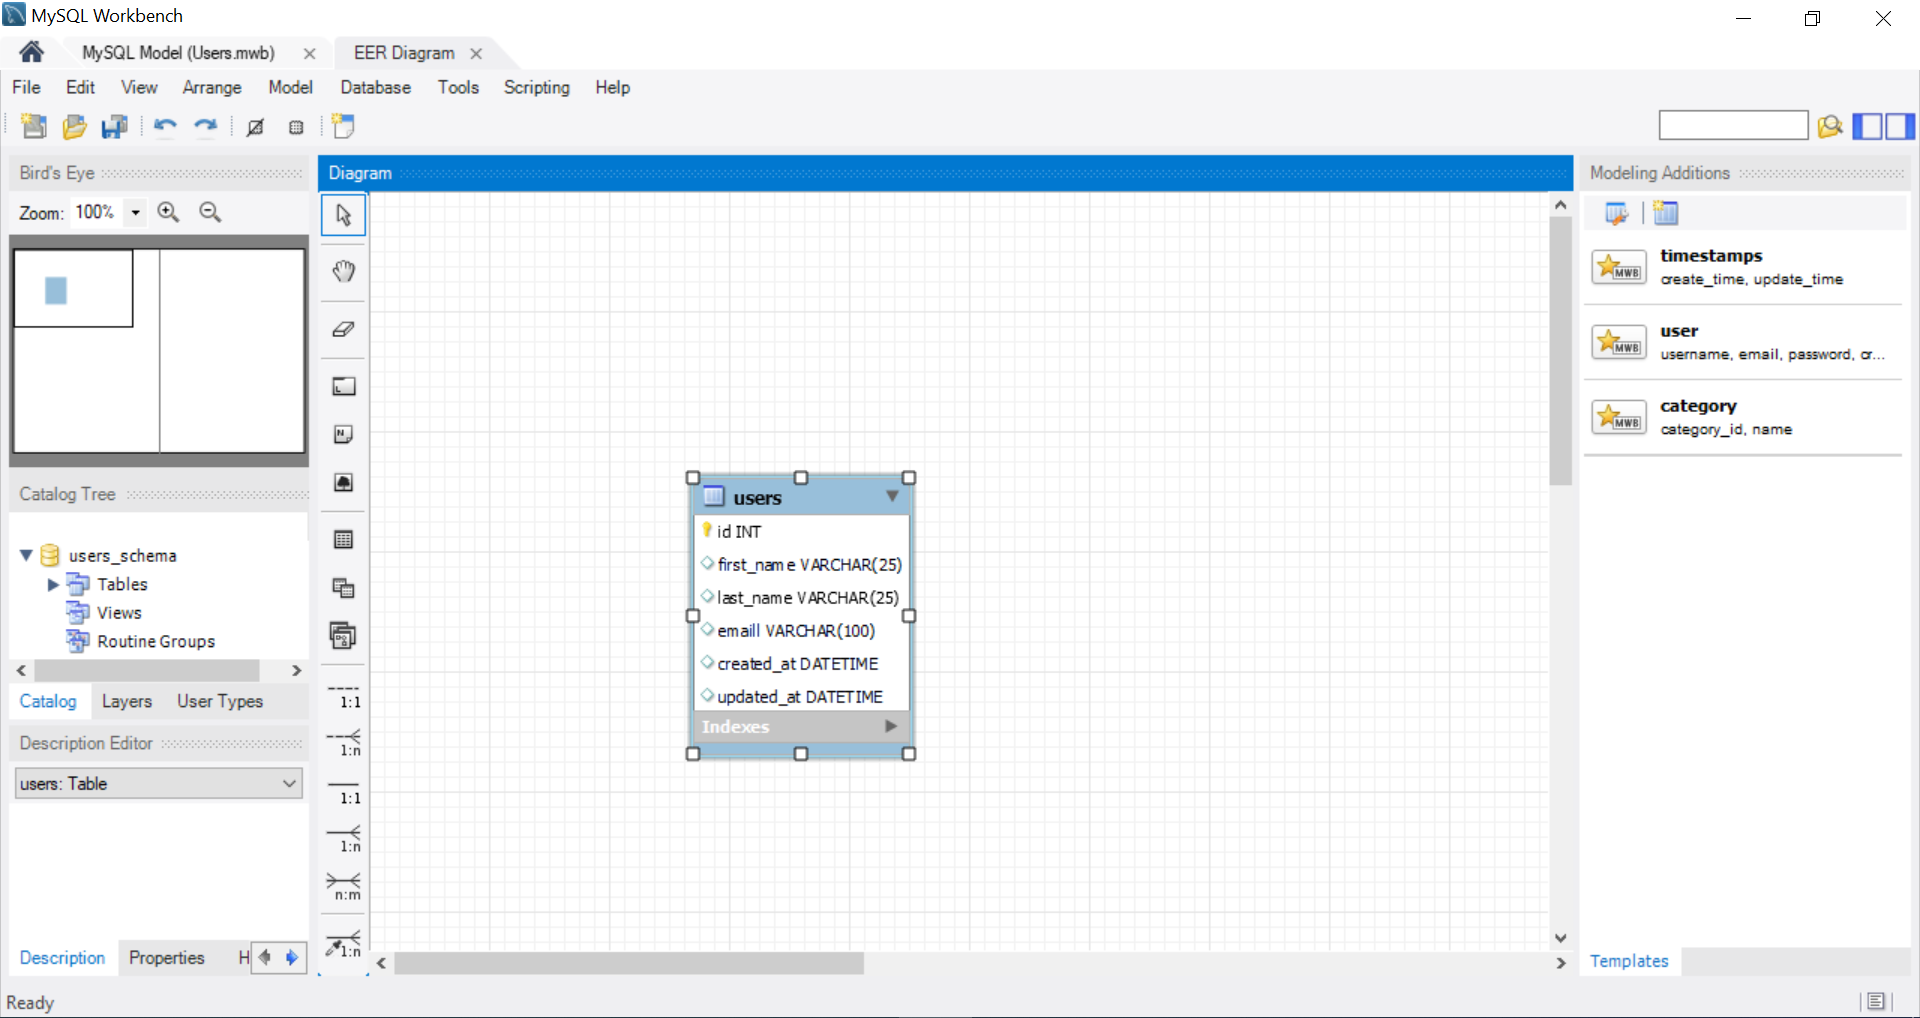 MySQL Workbench
MySQL Model (Users.mwb)
EER Diagram
File Edit View Arrange Model Database Tools Scripting Help
Bird's Eye
Zoom: 100%
Catalog Tree
users_schema
Tables
Views
Routine Groups
Catalog Layers User Types
Description Editor
users: Table
Description Properties H
Ready
Diagram
1:1
1:n
1:1
1:n
n:m
1:n
users
id INT
first_name VARCHAR(25)
last_name VARCHAR(25)
emaill VARCHAR(100)
created_at DATETIME
updated_at DATETIME
Indexes
Modeling Additions
MWB
timestamps
create_time, update_time
MWB
user
username, email, password, cr...
MWB
category
category_id, name
Templates